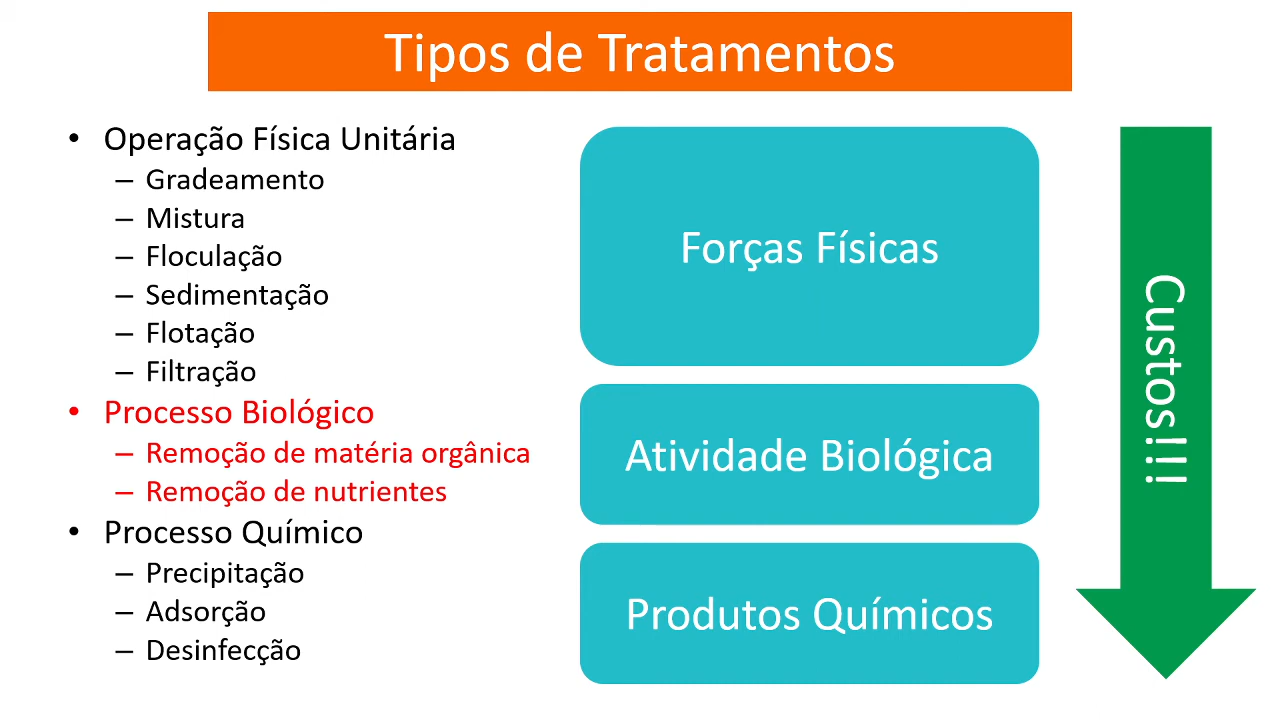 Tipos de Tratamentos
• Operação Física Unitária
– Gradeamento
– Mistura
– Floculação
– Sedimentação
– Flotação
– Filtração
• Processo Biológico
– Remoção de matéria orgânica
– Remoção de nutrientes
• Processo Químico
– Precipitação
– Adsorção
– Desinfecção
Forças Físicas
Atividade Biológica
Produtos Químicos
Custos!!!